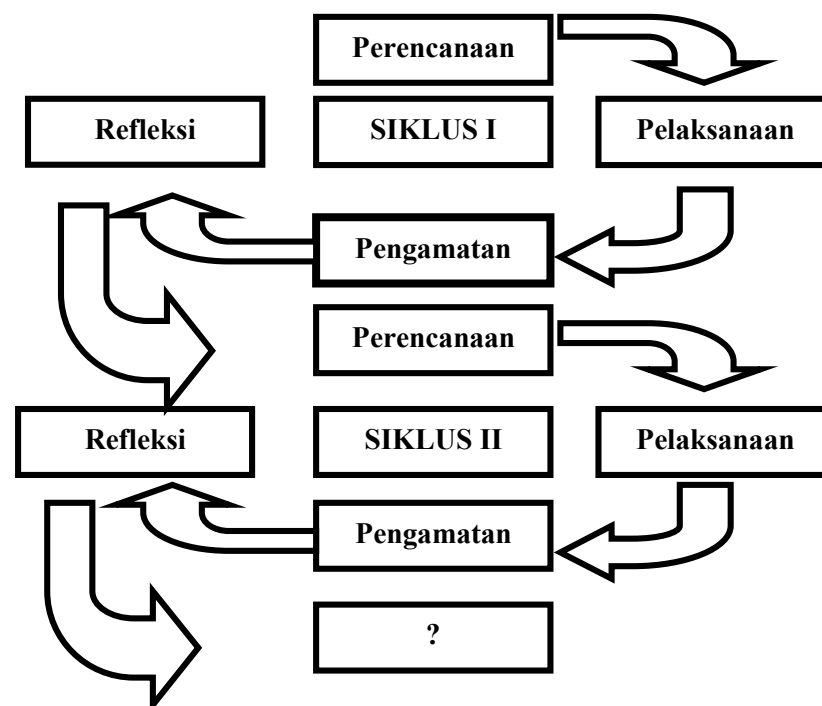 Perencanaan
Refleksi
SIKLUS I
Pelaksanaan
Pengamatan
Perencanaan
Refleksi
SIKLUS II
Pelaksanaan
Pengamatan
?